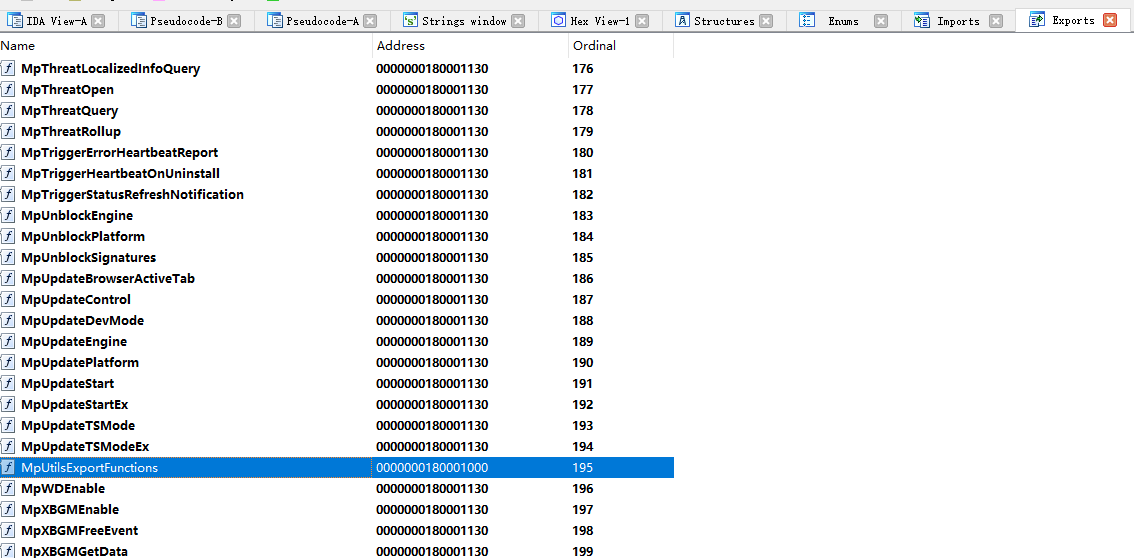 IDA View-A Pseudocode-B Pseudocode-A Strings window Hex View-1 Structures Enums Imports Exports
Name Address Ordinal
MpThreatLocalizedInfoQuery 0000000180001130 176
MpThreatOpen 0000000180001130 177
MpThreatQuery 0000000180001130 178
MpThreatRollup 0000000180001130 179
MpTriggerErrorHeartbeatReport 0000000180001130 180
MpTriggerHeartbeatOnUninstall 0000000180001130 181
MpTriggerStatusRefreshNotification 0000000180001130 182
MpUnblockEngine 0000000180001130 183
MpUnblockPlatform 0000000180001130 184
MpUnblockSignatures 0000000180001130 185
MpUpdateBrowserActiveTab 0000000180001130 186
MpUpdateControl 0000000180001130 187
MpUpdateDevMode 0000000180001130 188
MpUpdateEngine 0000000180001130 189
MpUpdatePlatform 0000000180001130 190
MpUpdateStart 0000000180001130 191
MpUpdateStartEx 0000000180001130 192
MpUpdateTSMode 0000000180001130 193
MpUpdateTSModeEx 0000000180001130 194
MpUtilsExportFunctions 0000000180001000 195
MpWDEnable 0000000180001130 196
MpXBGMEnable 0000000180001130 197
MpXBGMFreeEvent 0000000180001130 198
MpXBGMGetData 0000000180001130 199